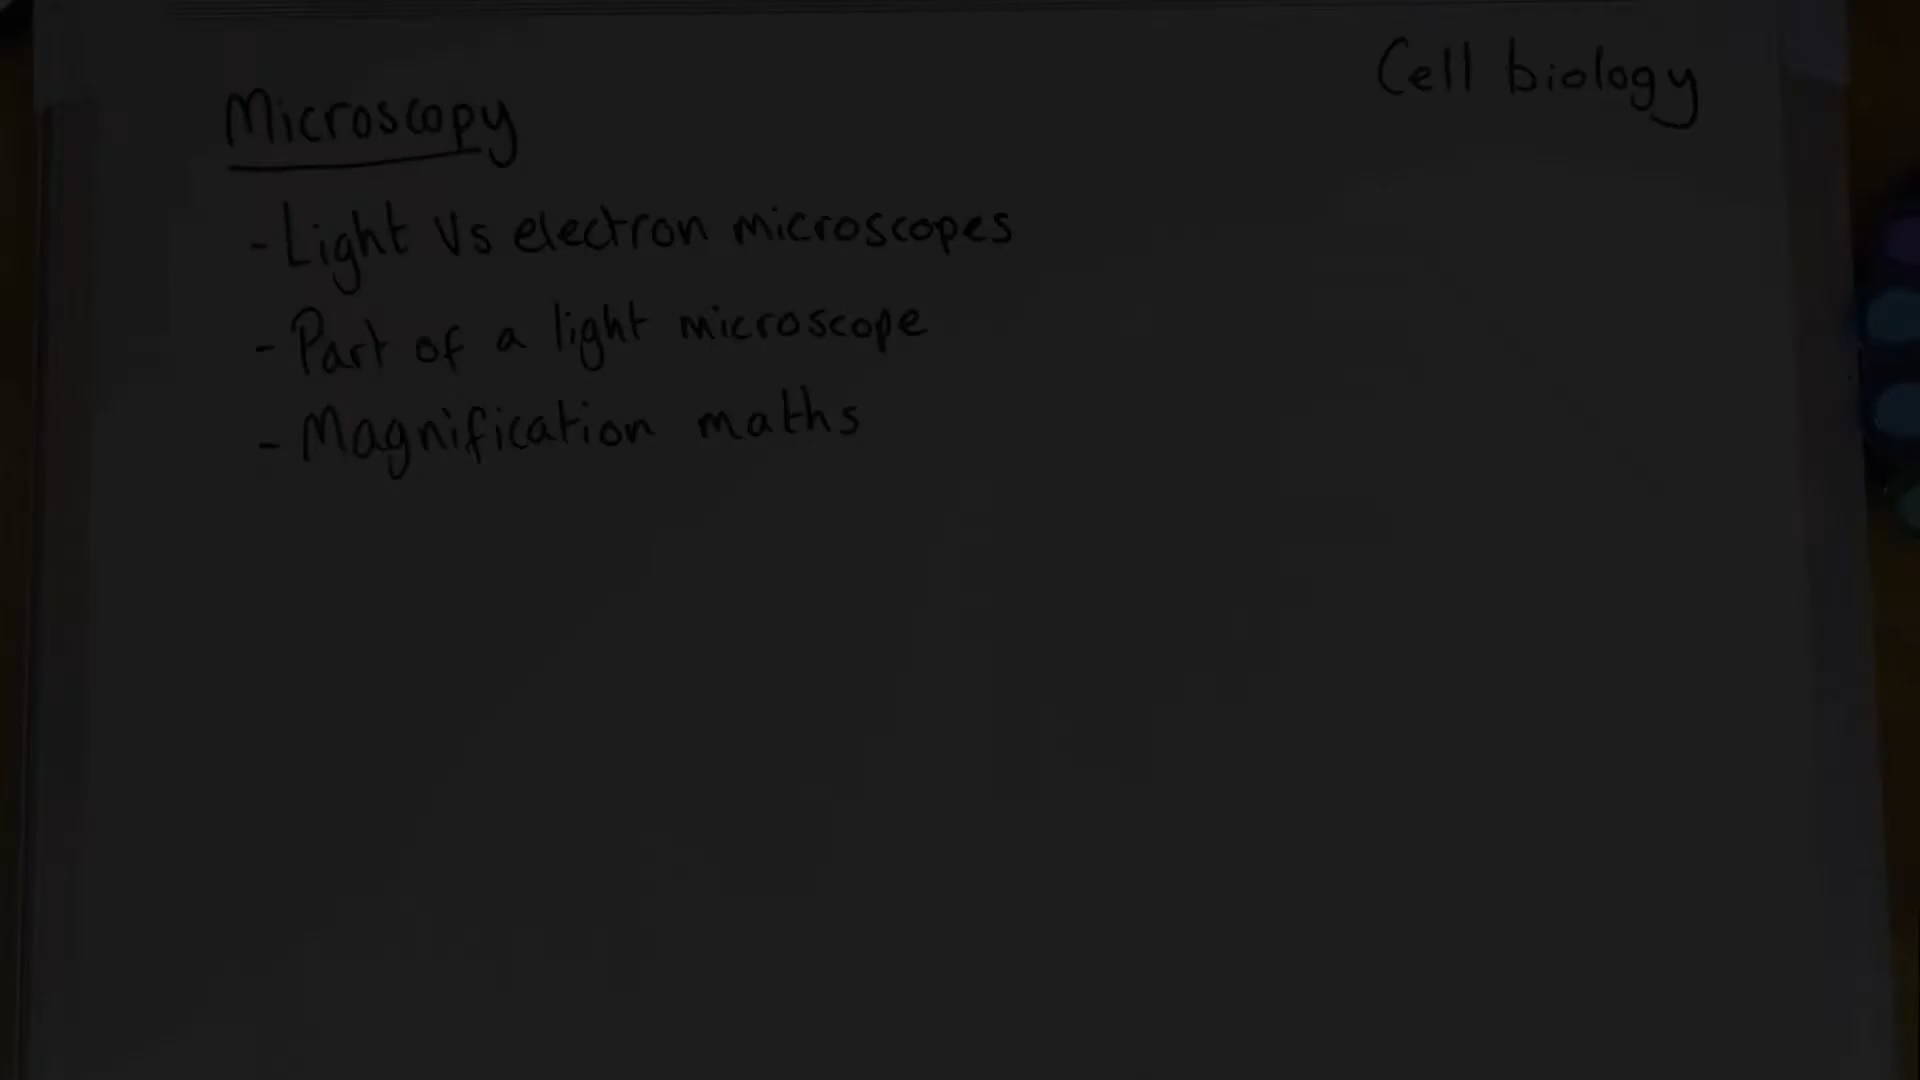 Cell biology
Microscopy
- Light Vs electron microscopes
- Part of a light microscope
- Magnification maths